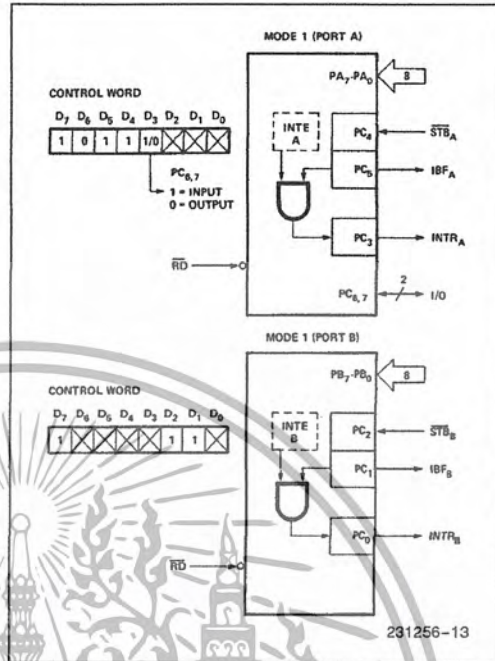 MODE 1 (PORT A)
PA7-PA0
8
CONTROL WORD
D7 D6 D5 D4 D3 D2 D1 D0
1 0 1 1 1/0
PC6,7
1 = INPUT
0 = OUTPUT
INTE
A
PC4
STBA
PC5
IBFA
PC3
INTRA
RD
PC6,7
2
I/O
MODE 1 (PORT B)
PB7-PB0
8
CONTROL WORD
D7 D6 D5 D4 D3 D2 D1 D0
1 1 1
INTE
B
PC2
STBB
PC1
IBFB
PC0
INTRB
RD
231256-13